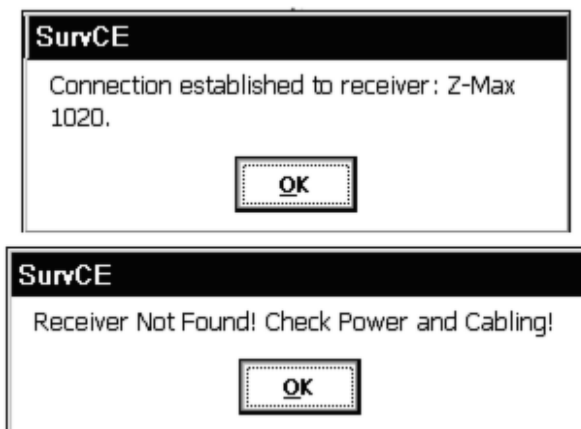 SurvCE
Connection established to receiver: Z-Max
1020.
OK
SurvCE
Receiver Not Found! Check Power and Cabling!
OK